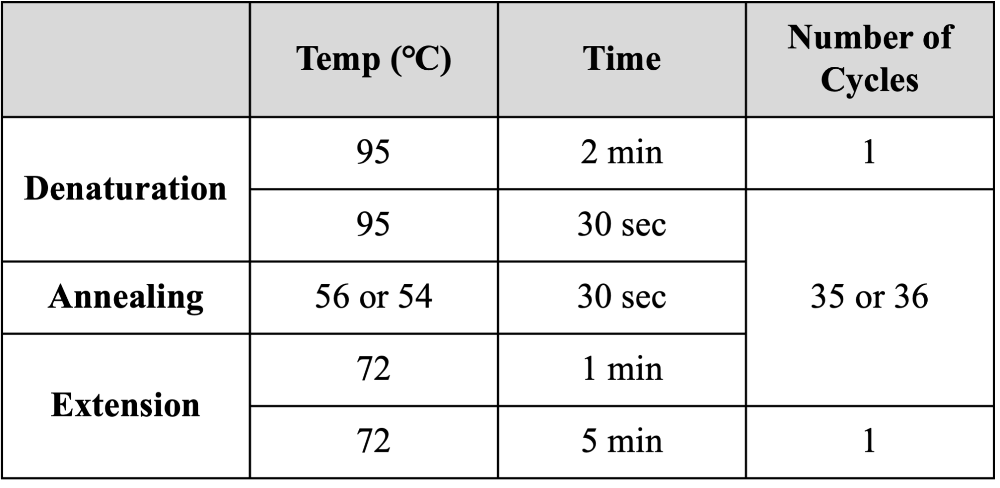 Temp (°C)
Time
Number of
Cycles
Denaturation
95
2 min
1
95
30 sec
35 or 36
Annealing
56 or 54
30 sec
Extension
72
1 min
72
5 min
1